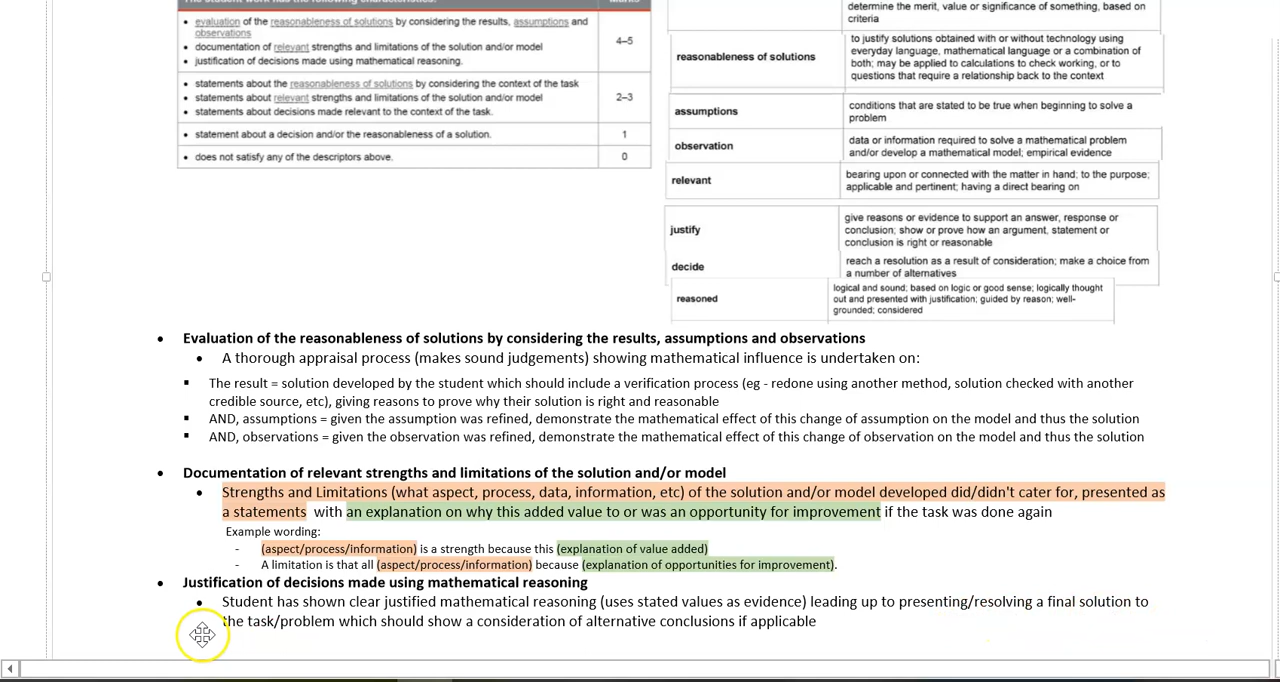 The student work has the following characteristics: Marks
• evaluation of the reasonableness of solutions by considering the results, assumptions and
observations
• documentation of relevant strengths and limitations of the solution and/or model
• justification of decisions made using mathematical reasoning.
4–5
• statements about the reasonableness of solutions by considering the context of the task
• statements about relevant strengths and limitations of the solution and/or model
• statements about decisions made relevant to the context of the task.
2–3
• statement about a decision and/or the reasonableness of a solution.
1
• does not satisfy any of the descriptors above.
0
determine the merit, value or significance of something, based on
criteria
reasonableness of solutions
to justify solutions obtained with or without technology using
everyday language, mathematical language or a combination of
both; may be applied to calculations to check working, or to
questions that require a relationship back to the context
assumptions
conditions that are stated to be true when beginning to solve a
problem
observation
data or information required to solve a mathematical problem
and/or develop a mathematical model; empirical evidence
relevant
bearing upon or connected with the matter in hand; to the purpose;
applicable and pertinent; having a direct bearing on
justify
give reasons or evidence to support an answer, response or
conclusion; show or prove how an argument, statement or
conclusion is right or reasonable
decide
reach a resolution as a result of consideration; make a choice from
a number of alternatives
reasoned
logical and sound; based on logic or good sense; logically thought
out and presented with justification; guided by reason; well-
grounded; considered
• Evaluation of the reasonableness of solutions by considering the results, assumptions and observations
• A thorough appraisal process (makes sound judgements) showing mathematical influence is undertaken on:
▪ The result = solution developed by the student which should include a verification process (eg - redone using another method, solution checked with another
credible source, etc), giving reasons to prove why their solution is right and reasonable
▪ AND, assumptions = given the assumption was refined, demonstrate the mathematical effect of this change of assumption on the model and thus the solution
▪ AND, observations = given the observation was refined, demonstrate the mathematical effect of this change of observation on the model and thus the solution
• Documentation of relevant strengths and limitations of the solution and/or model
• Strengths and Limitations (what aspect, process, data, information, etc) of the solution and/or model developed did/didn't cater for, presented as
a statements with an explanation on why this added value to or was an opportunity for improvement if the task was done again
Example wording:
- (aspect/process/information) is a strength because this (explanation of value added)
- A limitation is that all (aspect/process/information) because (explanation of opportunities for improvement).
• Justification of decisions made using mathematical reasoning
• Student has shown clear justified mathematical reasoning (uses stated values as evidence) leading up to presenting/resolving a final solution to
the task/problem which should show a consideration of alternative conclusions if applicable